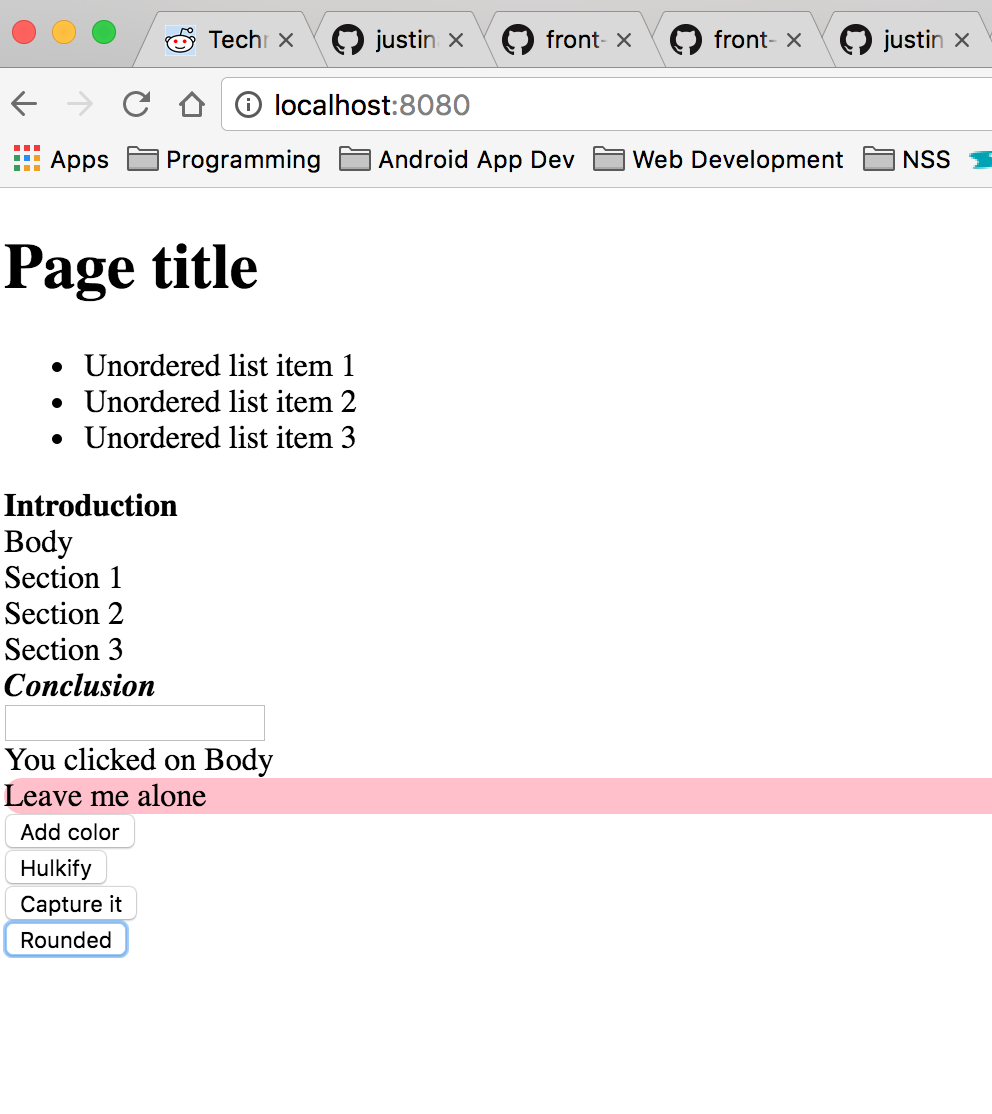 Techr justin front- front- justin
localhost:8080
Apps Programming Android App Dev Web Development NSS
Page title
• Unordered list item 1
• Unordered list item 2
• Unordered list item 3
Introduction
Body
Section 1
Section 2
Section 3
Conclusion
You clicked on Body
Leave me alone
Add color
Hulkify
Capture it
Rounded